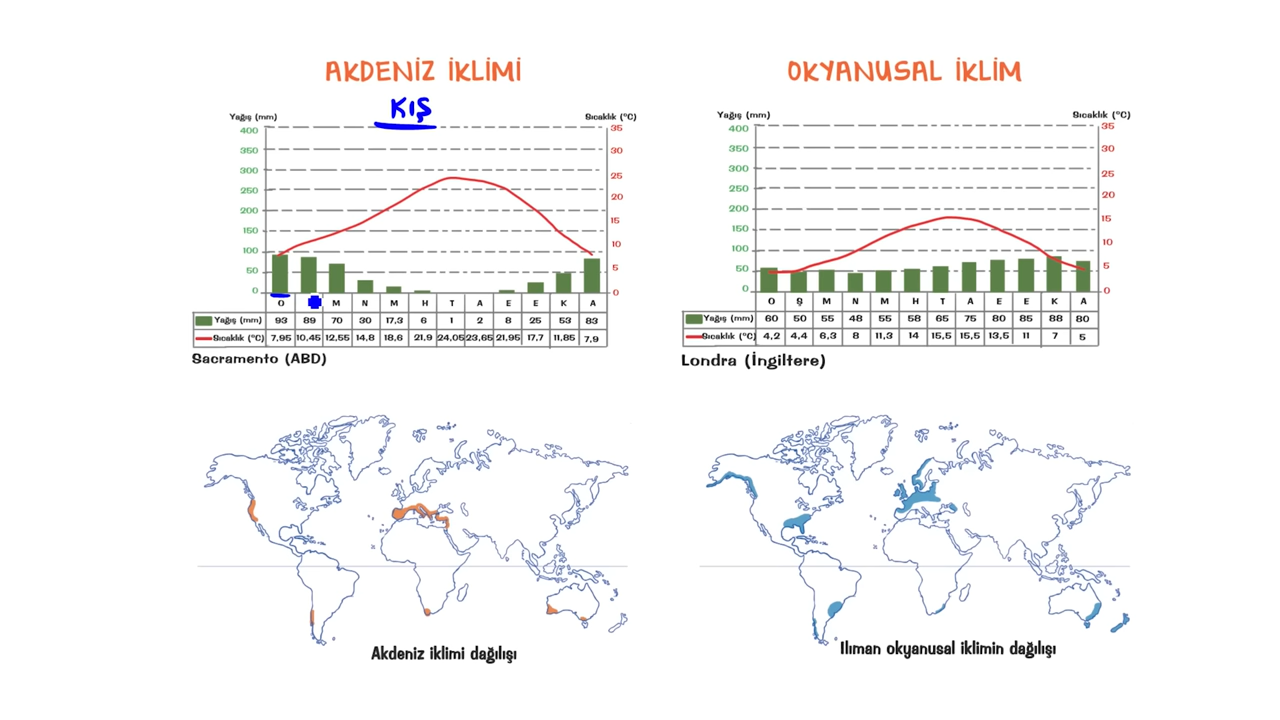 AKDENİZ İKLİMİ
KIŞ
Yağış (mm) Sıcaklık (°C)
400 35
350 30
300 25
250 20
200 15
150 10
100 5
50 0
0
O M N M H T A E E K A
Yağış (mm) 93 89 70 30 17,3 6 1 2 8 25 53 83
Sıcaklık (°C) 7,95 10,45 12,55 14,8 18,6 21.9 24,05 23,65 21,95 17.7 11,85 7,9
Sacramento (ABD)
Akdeniz iklimi dağılışı
OKYANUSAL İKLİM
Yağış (mm) Sıcaklık (°C)
400 35
350 30
300 25
250 20
200 15
150 10
100 5
50 0
0
O Ş M N M H T A E E K A
Yağış (mm) 60 50 55 48 55 58 65 75 80 85 88 80
Sıcaklık (°C) 4,2 4,4 6,3 8 11,3 14 15,5 15,5 13,5 11 7 5
Londra (İngiltere)
Ilıman okyanusal iklimin dağılışı